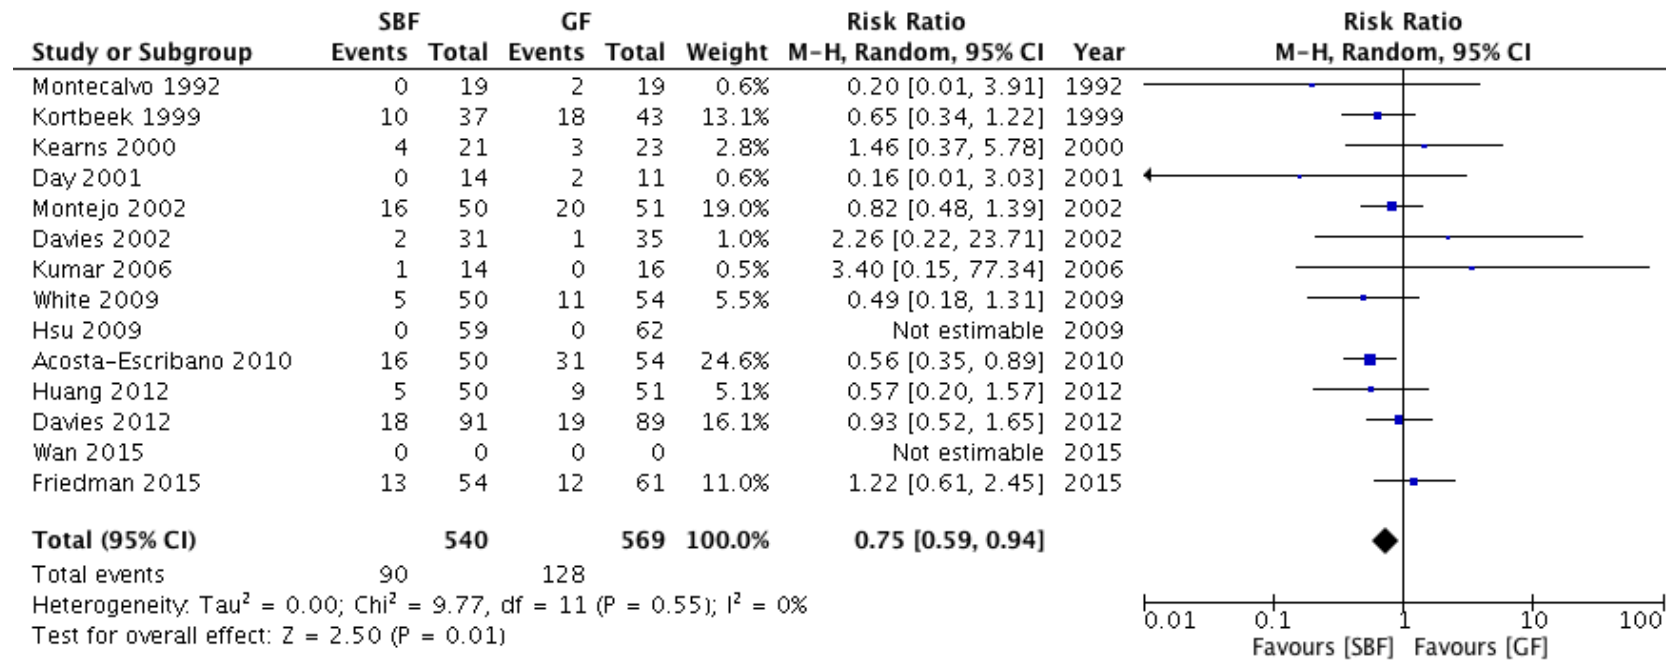 SBF GF Risk Ratio Risk Ratio
Study or Subgroup Events Total Events Total Weight M-H, Random, 95% CI Year M-H, Random, 95% CI
Montecalvo 1992 0 19 2 19 0.6% 0.20 [0.01, 3.91] 1992
Kortbeek 1999 10 37 18 43 13.1% 0.65 [0.34, 1.22] 1999
Kearns 2000 4 21 3 23 2.8% 1.46 [0.37, 5.78] 2000
Day 2001 0 14 2 11 0.6% 0.16 [0.01, 3.03] 2001
Montejo 2002 16 50 20 51 19.0% 0.82 [0.48, 1.39] 2002
Davies 2002 2 31 1 35 1.0% 2.26 [0.22, 23.71] 2002
Kumar 2006 1 14 0 16 0.5% 3.40 [0.15, 77.34] 2006
White 2009 5 50 11 54 5.5% 0.49 [0.18, 1.31] 2009
Hsu 2009 0 59 0 62 Not estimable 2009
Acosta-Escribano 2010 16 50 31 54 24.6% 0.56 [0.35, 0.89] 2010
Huang 2012 5 50 9 51 5.1% 0.57 [0.20, 1.57] 2012
Davies 2012 18 91 19 89 16.1% 0.93 [0.52, 1.65] 2012
Wan 2015 0 0 0 0 Not estimable 2015
Friedman 2015 13 54 12 61 11.0% 1.22 [0.61, 2.45] 2015
Total (95% CI) 540 569 100.0% 0.75 [0.59, 0.94]
Total events 90 128
Heterogeneity: Tau² = 0.00; Chi² = 9.77, df = 11 (P = 0.55); I² = 0%
Test for overall effect: Z = 2.50 (P = 0.01)
0.01 0.1 1 10 100
Favours [SBF] Favours [GF]